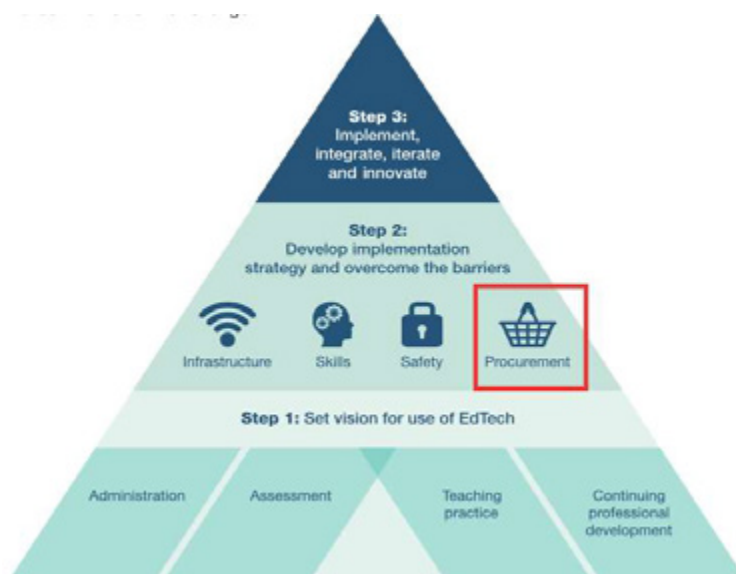 Step 3:
Implement,
integrate, iterate
and innovate
Step 2:
Develop implementation
strategy and overcome the barriers
Infrastructure
Skills
Safety
Procurement
Step 1: Set vision for use of EdTech
Administration
Assessment
Teaching
practice
Continuing
professional
development